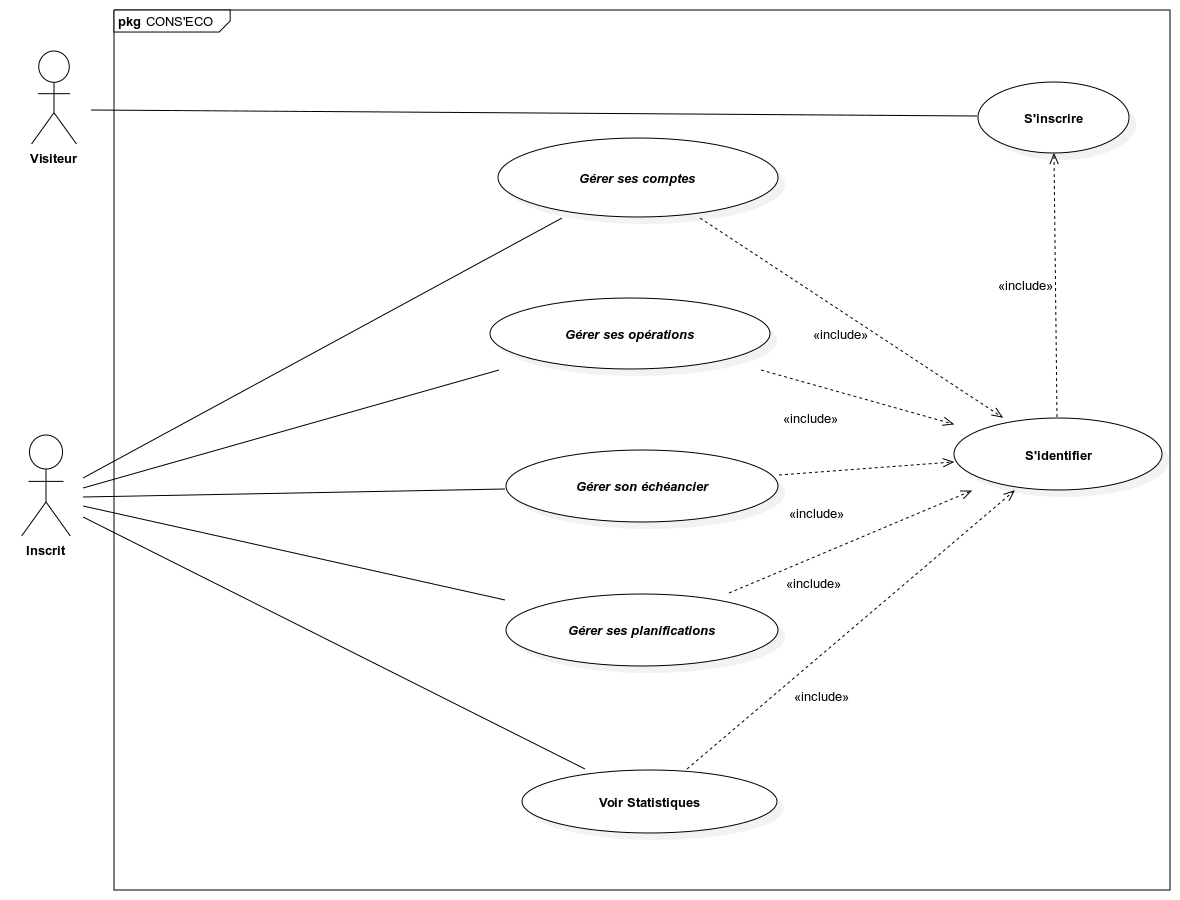 pkg CONS'ECO
Visiteur
S'inscrire
Gérer ses comptes
«include»
Gérer ses opérations
«include»
«include»
S'identifier
Gérer son échéancier
«include»
Inscrit
«include»
Gérer ses planifications
«include»
Voir Statistiques